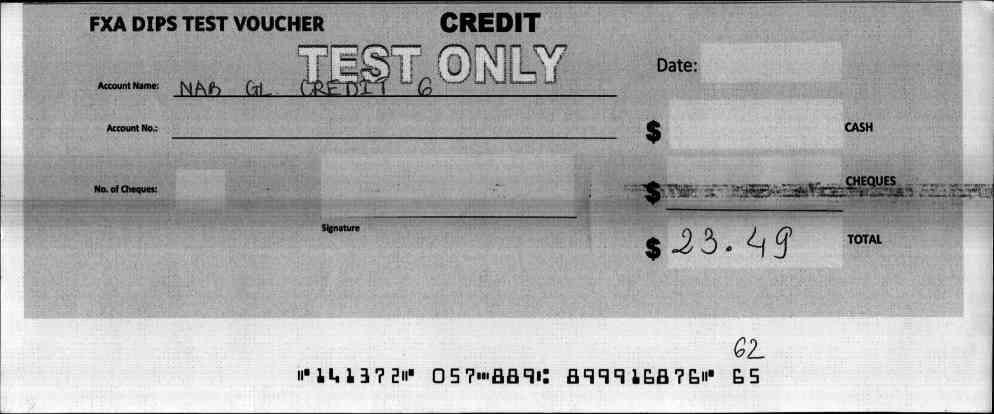 FXA DIPS TEST VOUCHER CREDIT
TEST ONLY
Date:
Account Name: NAB GL CREDIT 6
Account No.:
$ CASH
No. of Cheques:
$ CHEQUES
Signature
$ 23.49 TOTAL
62
⑈141372⑈ 057⑉889⑆ 899916876⑈ 65